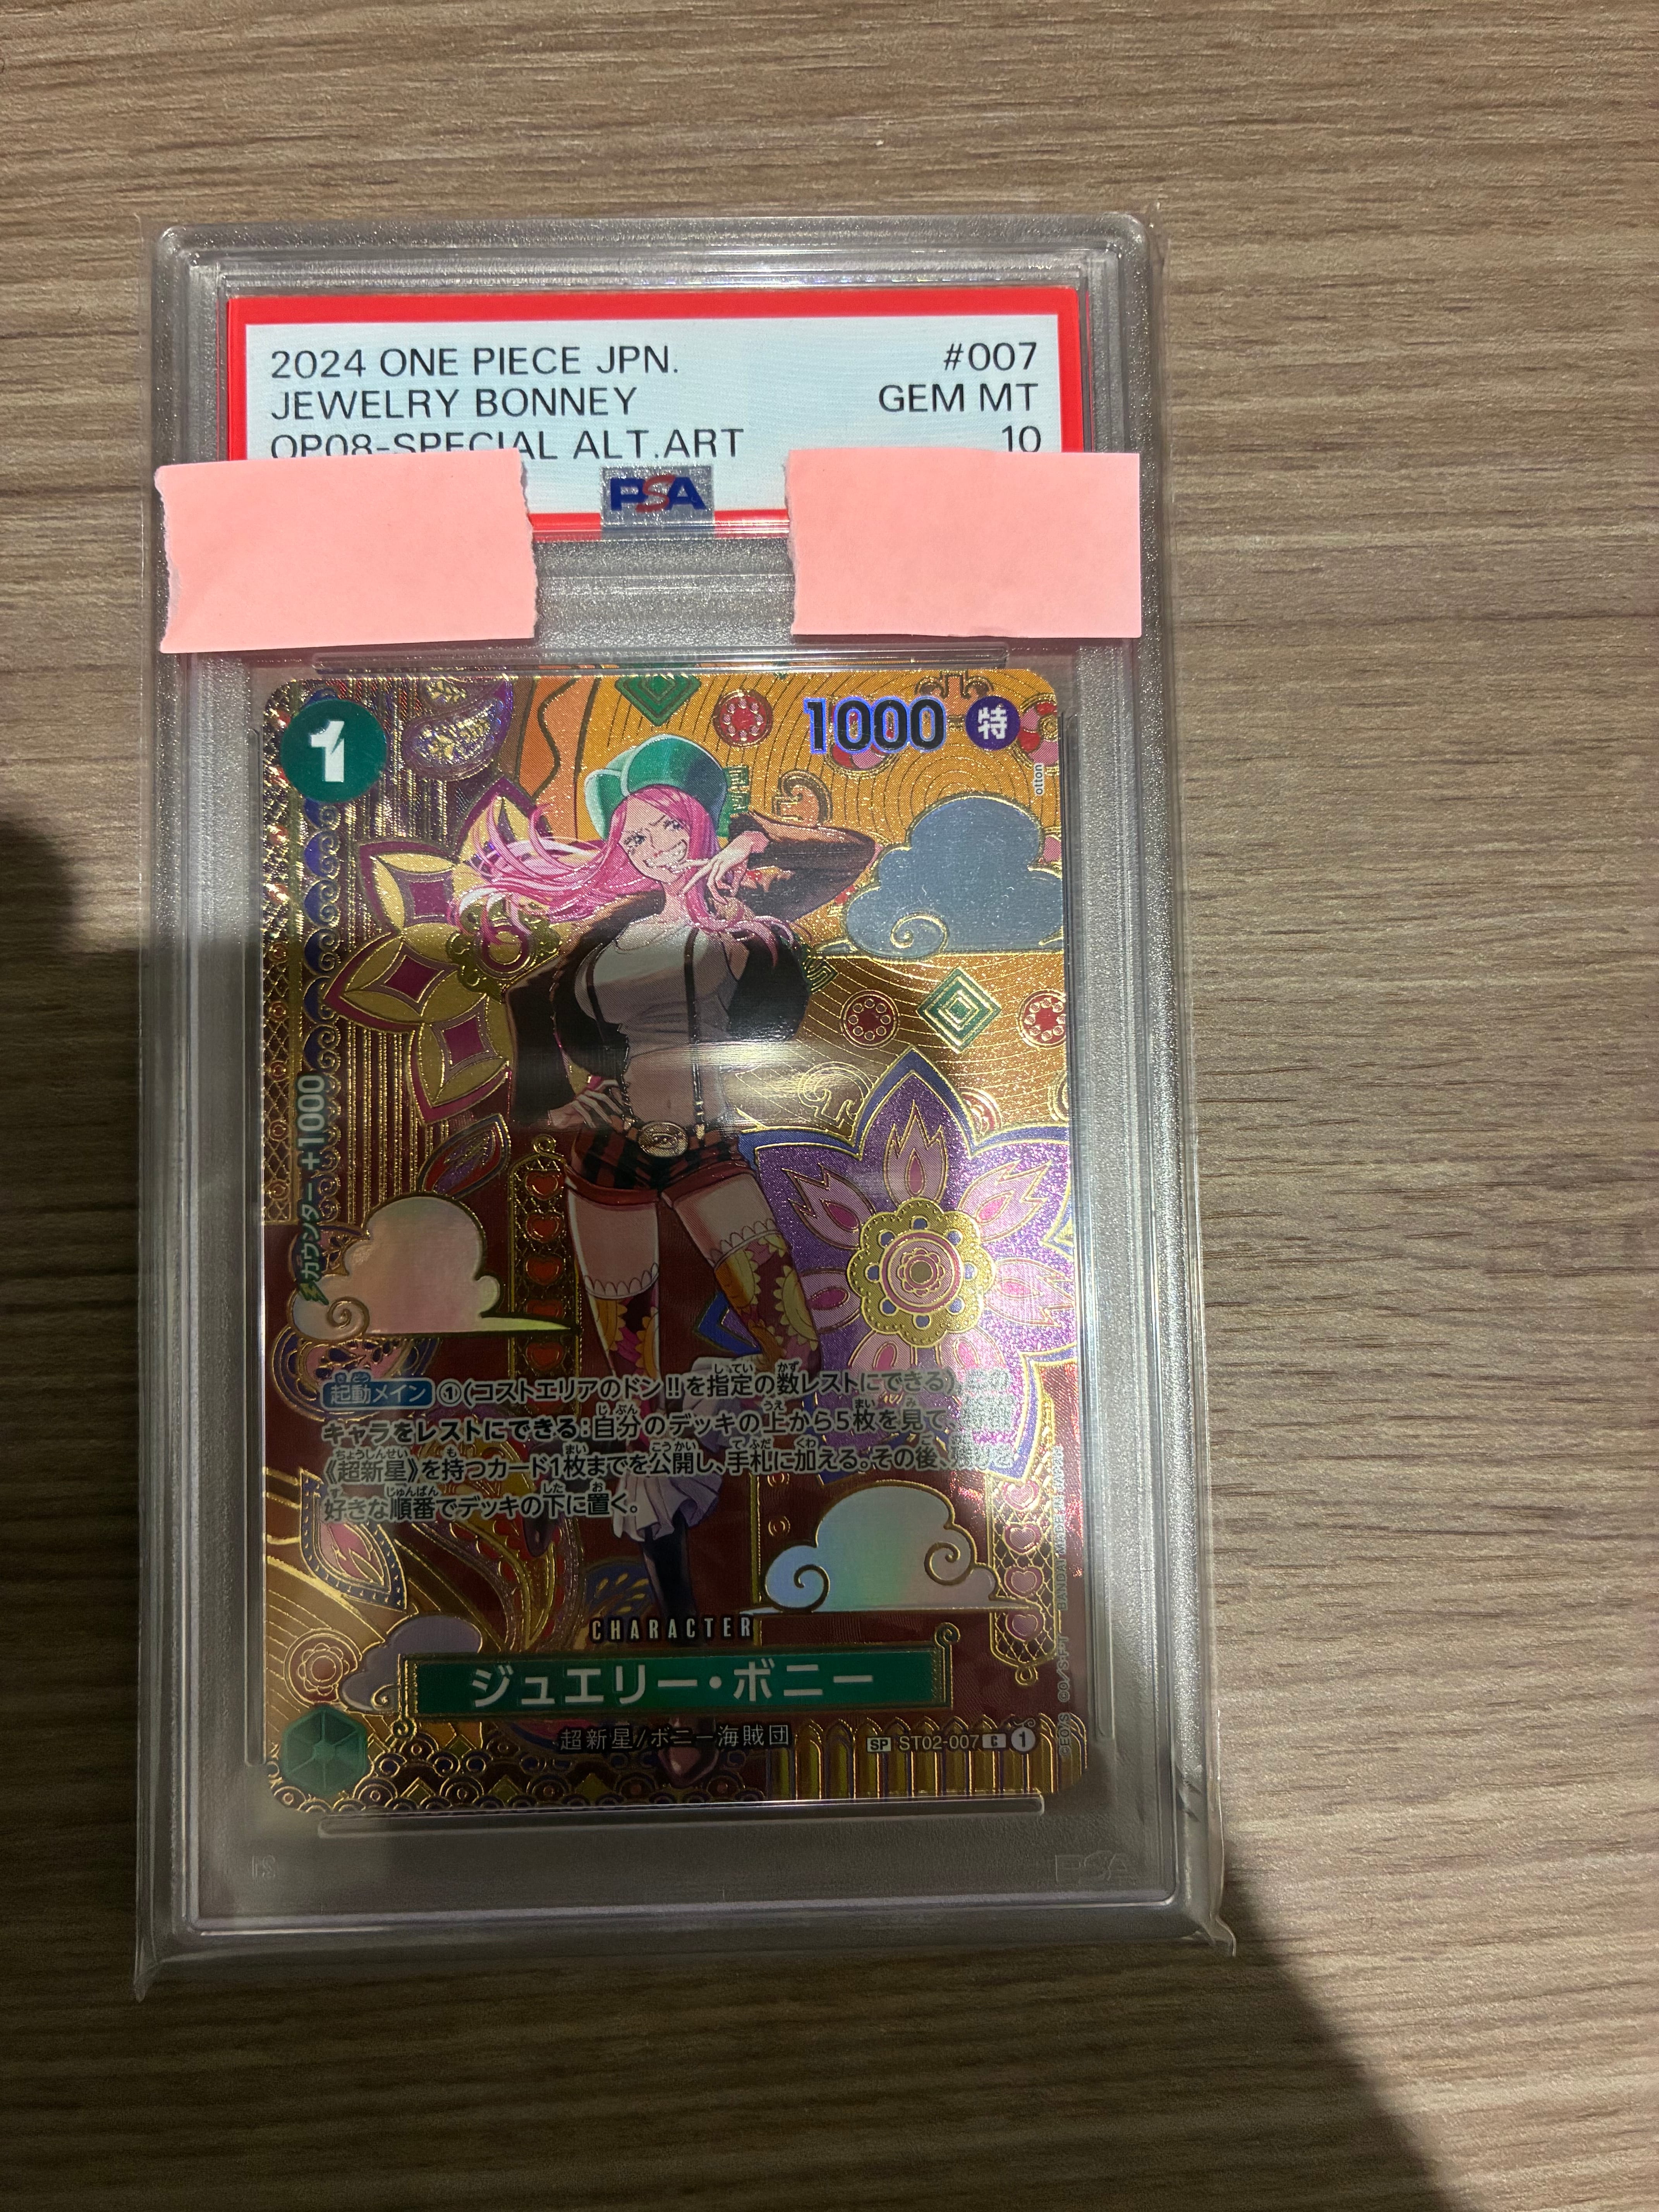 2024 ONE PIECE JPN. #007
JEWELRY BONNEY GEM MT
OP08-SPECIAL ALT.ART 10
PSA
1
1000 特
otton
カウンター+1000
起動メイン ①(コストエリアのドン!!を指定の数レストにできる)
キャラをレストにできる:自分のデッキの上から5枚を見て、
《超新星》を持つカード1枚までを公開し、手札に加える。その後、
好きな順番でデッキの下に置く。
CHARACTER
ジュエリー・ボニー
超新星/ボニー海賊団
SP ST02-007 C 1
PSA